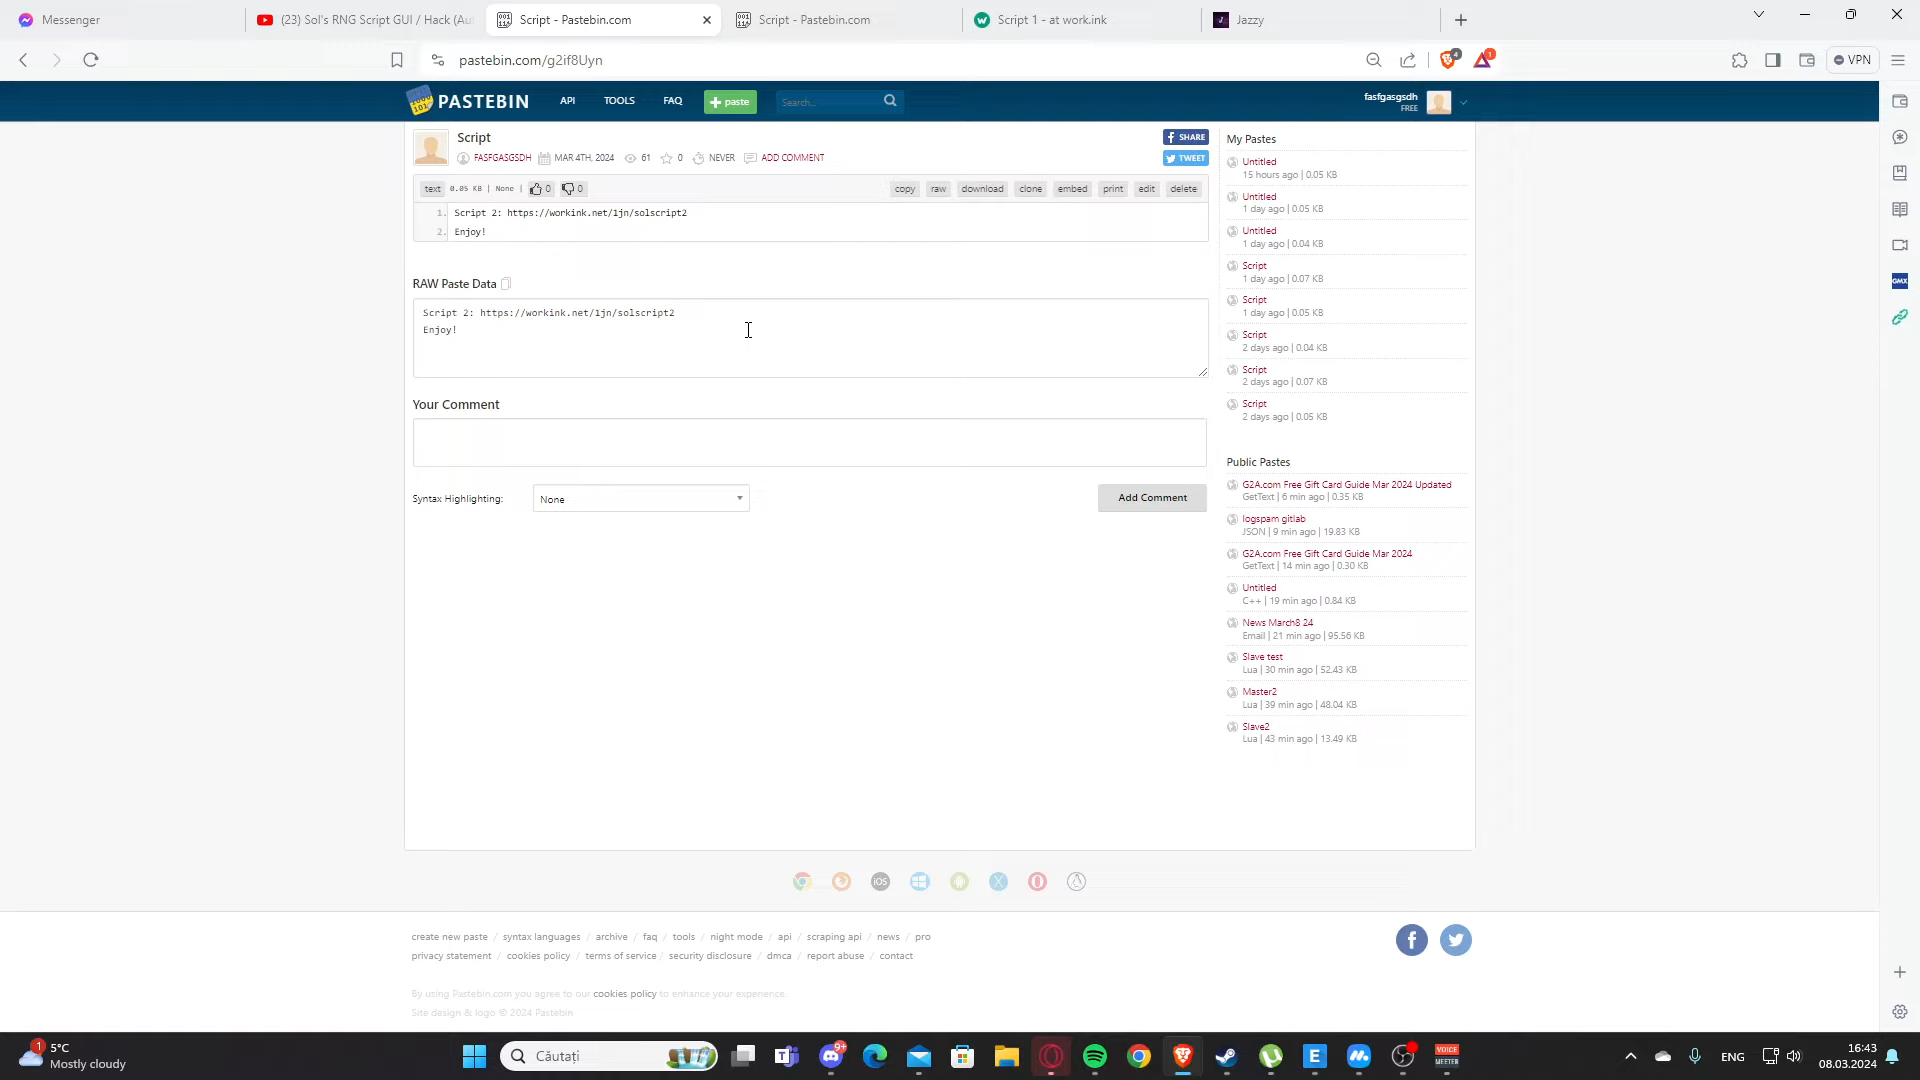 Messenger
(23) Sol's RNG Script GUI / Hack (Au
Script - Pastebin.com
Script - Pastebin.com
Script 1 - at work.ink
Jazzy
pastebin.com/g2if8Uyn
4
1
VPN
PASTEBIN
API
TOOLS
FAQ
paste
Search...
fasfgasgsdh
FREE
Script
FASFGASGSDH
MAR 4TH, 2024
61
0
NEVER
ADD COMMENT
SHARE
TWEET
text
0.05 KB | None |
0
0
copy
raw
download
clone
embed
print
edit
delete
1. Script 2: https://workink.net/1jn/solscript2
2. Enjoy!
RAW Paste Data
Script 2: https://workink.net/1jn/solscript2
Enjoy!
Your Comment
Syntax Highlighting:
None
Add Comment
My Pastes
Untitled
15 hours ago | 0.05 KB
Untitled
1 day ago | 0.05 KB
Untitled
1 day ago | 0.04 KB
Script
1 day ago | 0.07 KB
Script
1 day ago | 0.05 KB
Script
2 days ago | 0.04 KB
Script
2 days ago | 0.07 KB
Script
2 days ago | 0.05 KB
Public Pastes
G2A.com Free Gift Card Guide Mar 2024 Updated
GetText | 6 min ago | 0.35 KB
logspam gitlab
JSON | 9 min ago | 19.83 KB
G2A.com Free Gift Card Guide Mar 2024
GetText | 14 min ago | 0.30 KB
Untitled
C++ | 19 min ago | 0.84 KB
News March8 24
Email | 21 min ago | 95.56 KB
Slave test
Lua | 30 min ago | 52.43 KB
Master2
Lua | 39 min ago | 48.04 KB
Slave2
Lua | 43 min ago | 13.49 KB
iOS
create new paste / syntax languages / archive / faq / tools / night mode / api / scraping api / news / pro
privacy statement / cookies policy / terms of service / security disclosure / dmca / report abuse / contact
By using Pastebin.com you agree to our cookies policy to enhance your experience.
Site design & logo © 2024 Pastebin
GMX
1
5°C
Mostly cloudy
Căutați
9+
VOICE
MEETER
ENG
16:43
08.03.2024